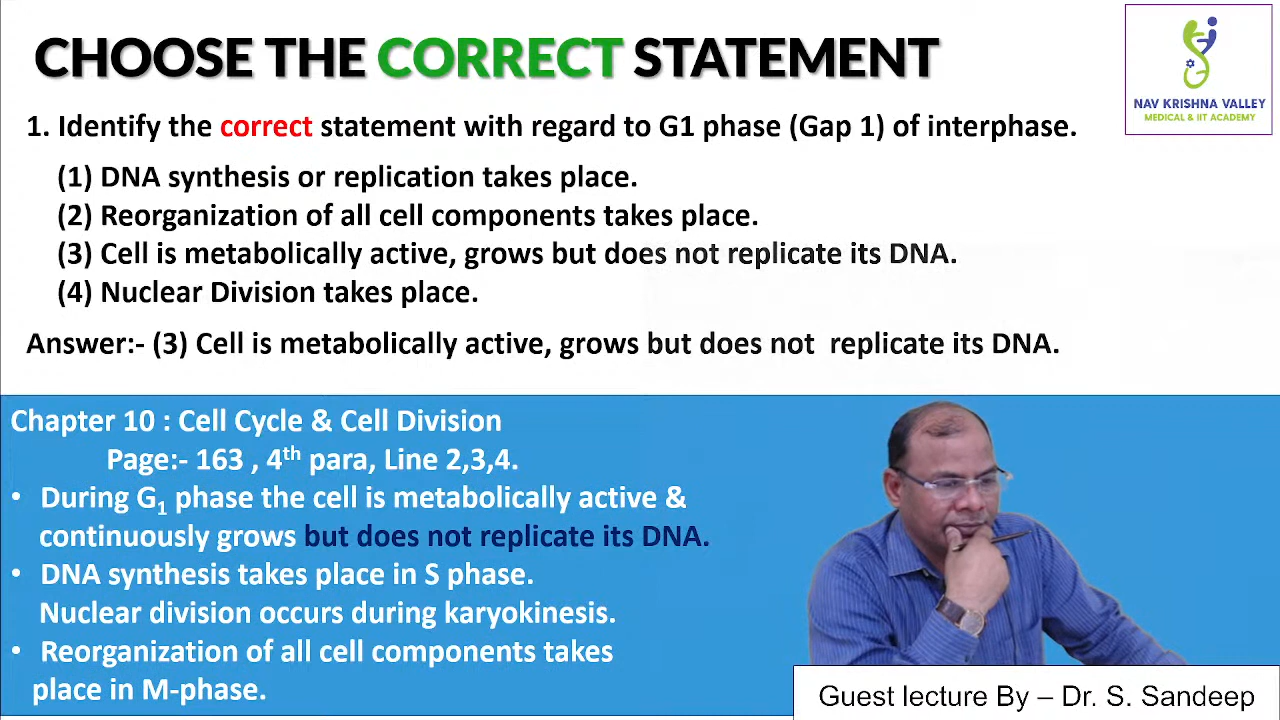 CHOOSE THE CORRECT STATEMENT
NAV KRISHNA VALLEY
MEDICAL & IIT ACADEMY
1. Identify the correct statement with regard to G1 phase (Gap 1) of interphase.
(1) DNA synthesis or replication takes place.
(2) Reorganization of all cell components takes place.
(3) Cell is metabolically active, grows but does not replicate its DNA.
(4) Nuclear Division takes place.
Answer:- (3) Cell is metabolically active, grows but does not replicate its DNA.
Chapter 10 : Cell Cycle & Cell Division
Page:- 163 , 4th para, Line 2,3,4.
• During G1 phase the cell is metabolically active &
continuously grows but does not replicate its DNA.
• DNA synthesis takes place in S phase.
Nuclear division occurs during karyokinesis.
• Reorganization of all cell components takes
place in M-phase.
Guest lecture By – Dr. S. Sandeep